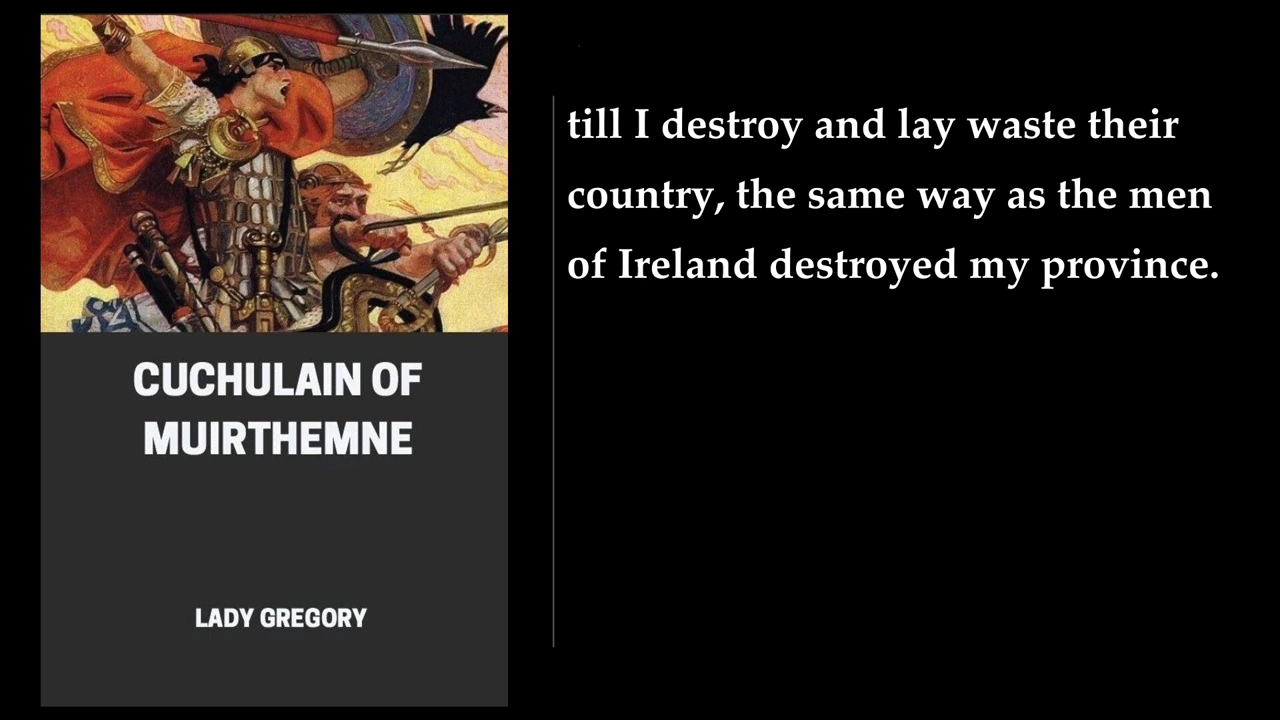 CUCHULAIN OF
MUIRTHEMNE
LADY GREGORY
till I destroy and lay waste their
country, the same way as the men
of Ireland destroyed my province.